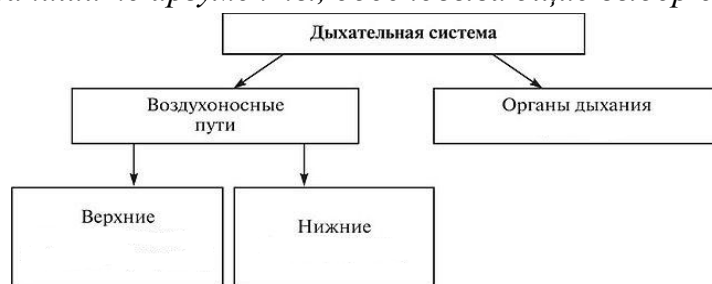 Дыхательная система
Воздухоносные
пути
Органы дыхания
Верхние
Нижние